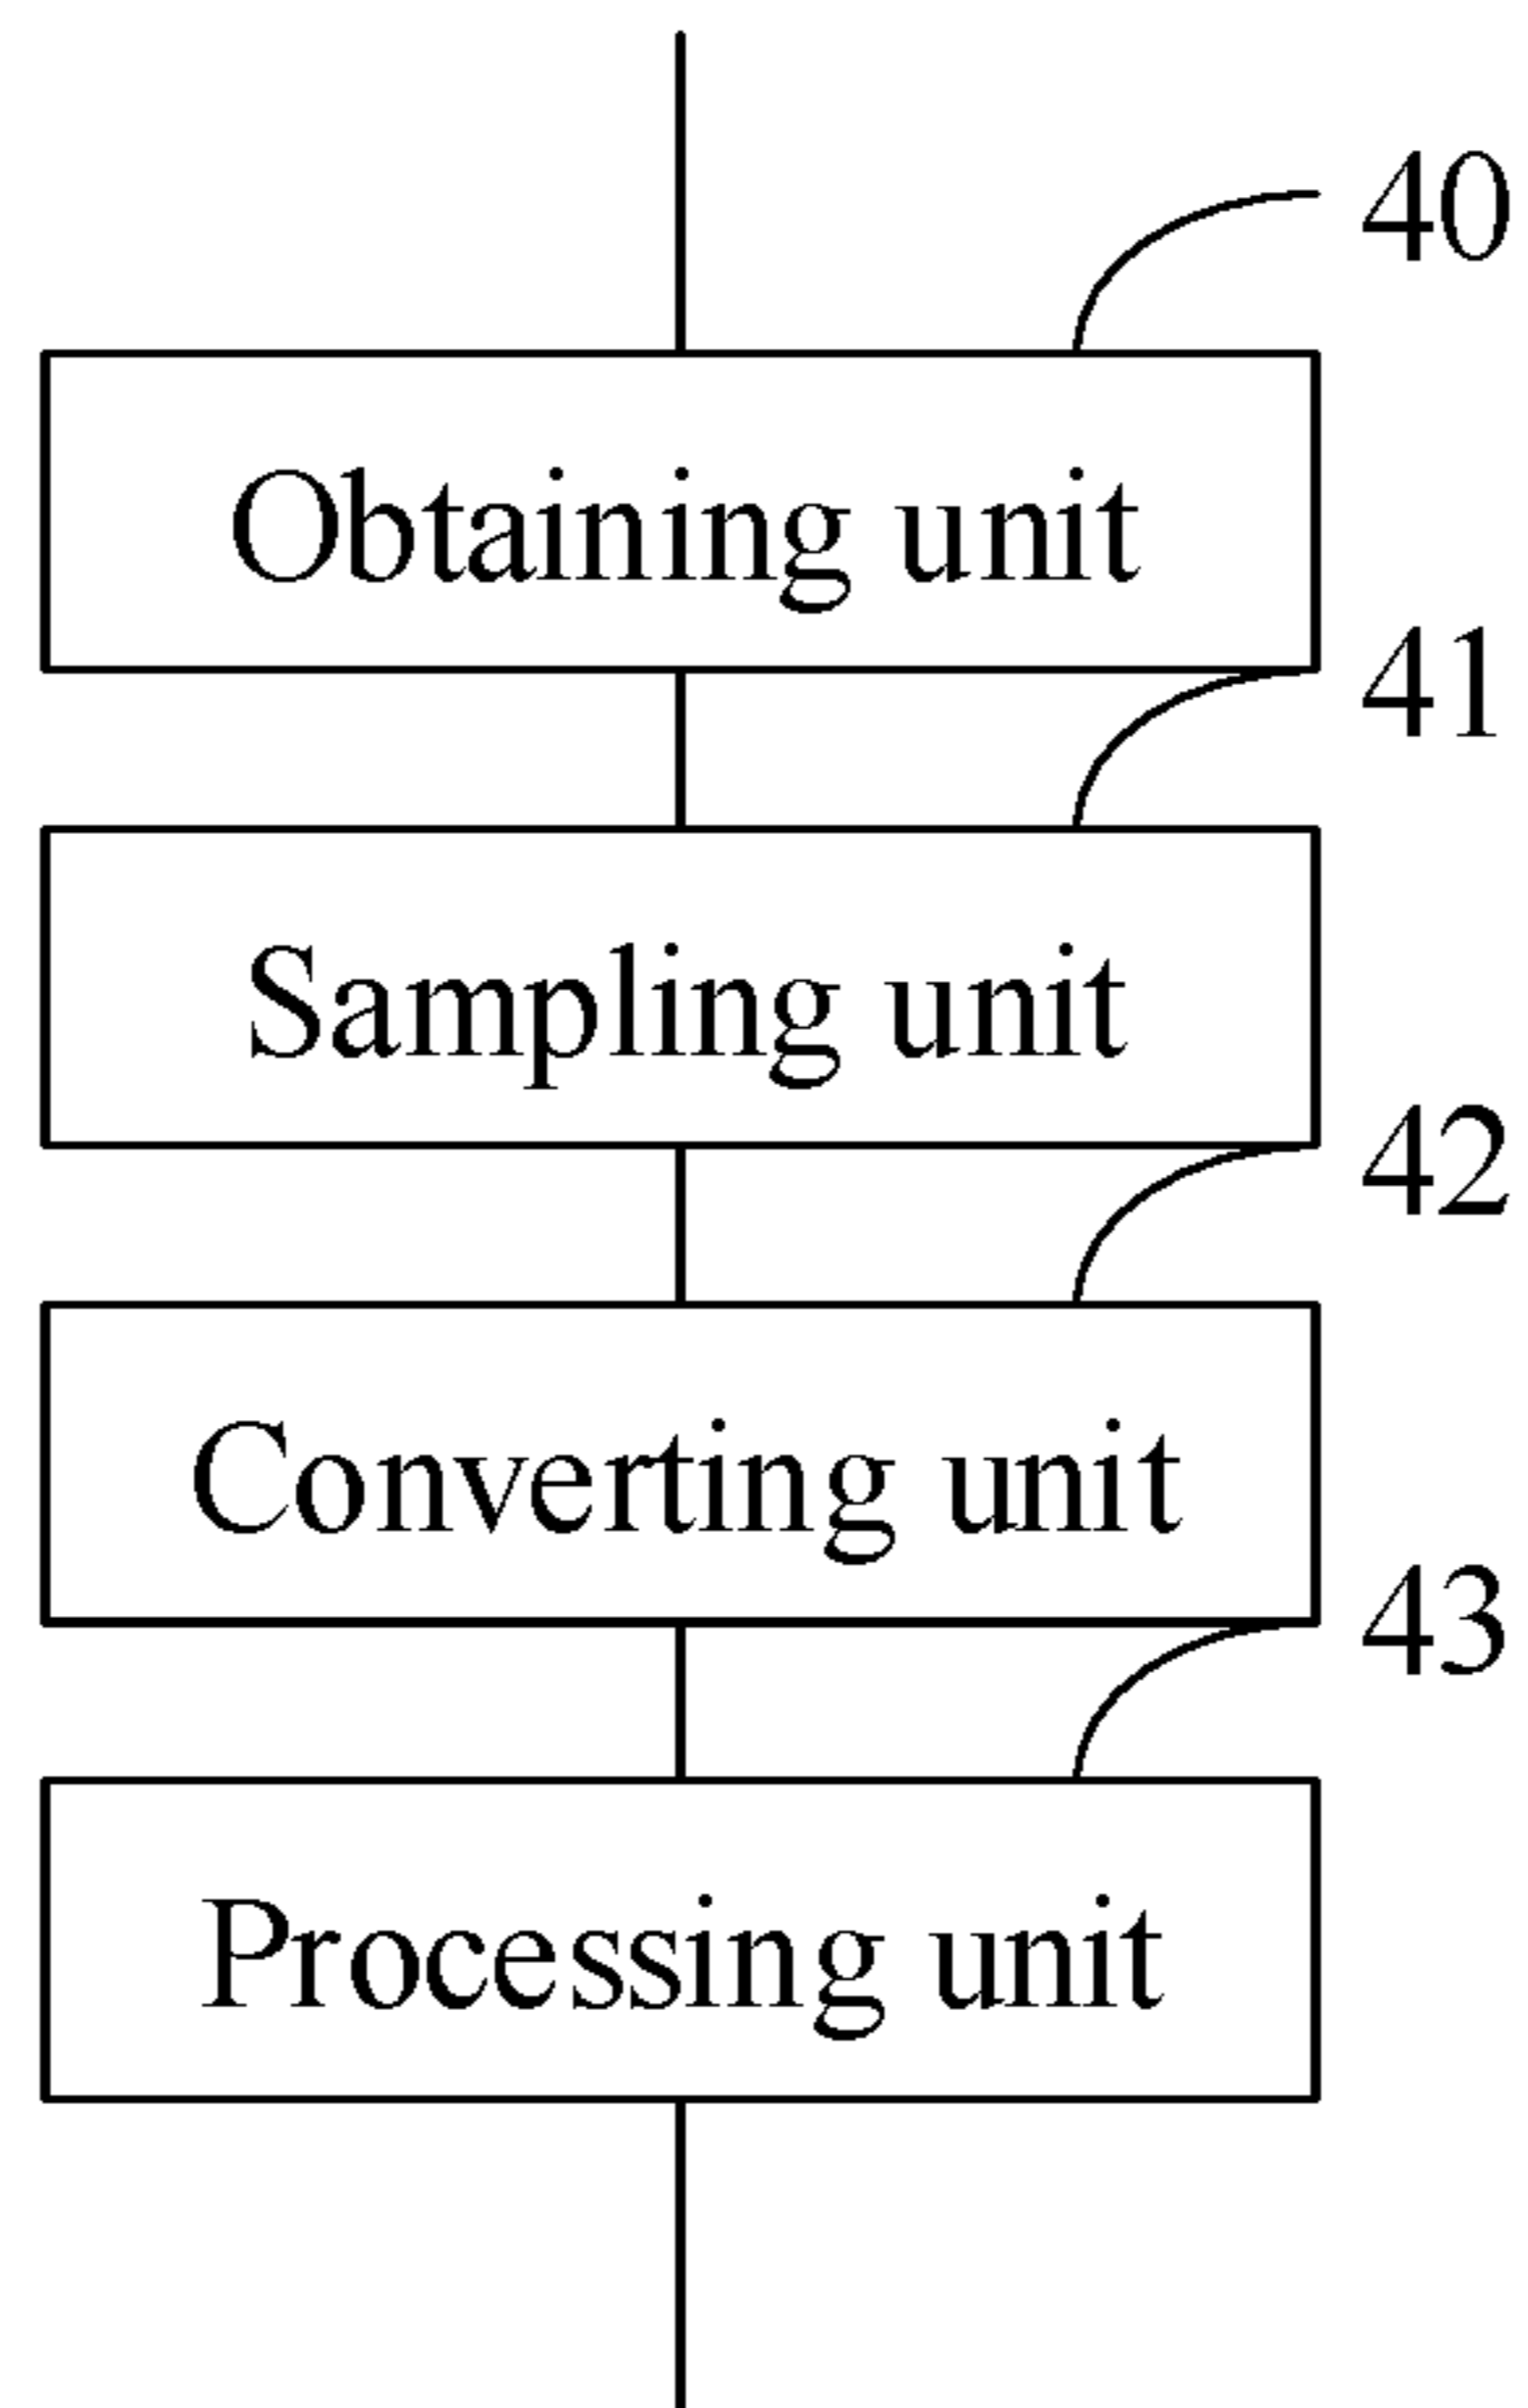 40
Obtaining unit
41
Sampling unit
42
Converting unit
43
Processing unit